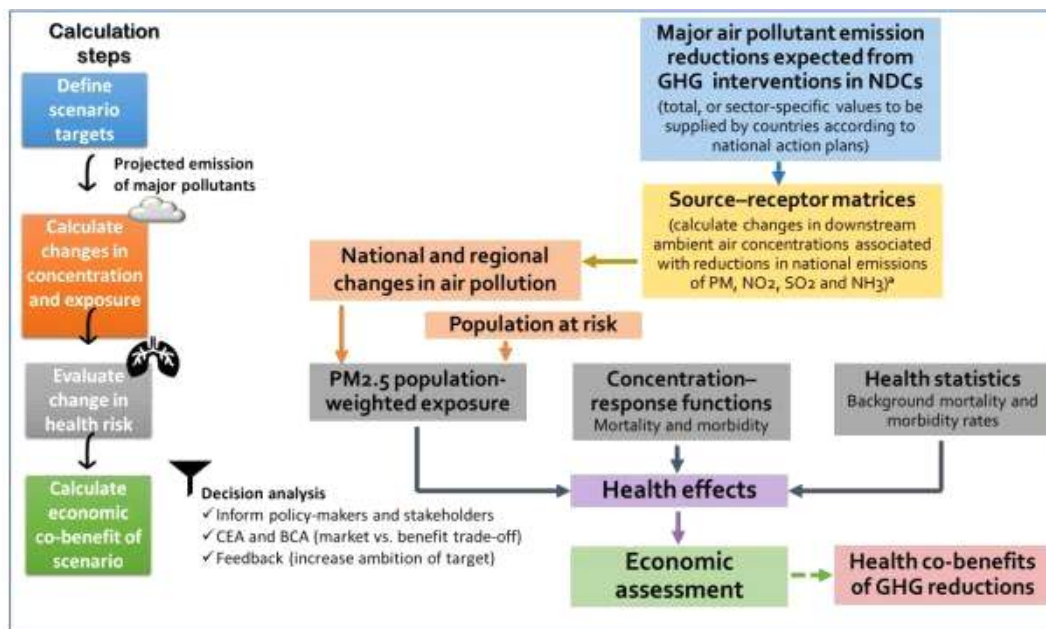 Calculation
steps
Define
scenario
targets
Projected emission
of major pollutants
Calculate
changes in
concentration
and exposure
Evaluate
change in
health risk
Calculate
economic
co-benefit of
scenario
Decision analysis
✓Inform policy-makers and stakeholders
✓CEA and BCA (market vs. benefit trade-off)
✓Feedback (increase ambition of target)
Major air pollutant emission
reductions expected from
GHG interventions in NDCs
(total, or sector-specific values to be
supplied by countries according to
national action plans)
Source–receptor matrices
(calculate changes in downstream
ambient air concentrations associated
with reductions in national emissions
of PM, NO2, SO2 and NH3)ᵃ
National and regional
changes in air pollution
Population at risk
PM2.5 population-
weighted exposure
Concentration–
response functions
Mortality and morbidity
Health statistics
Background mortality and
morbidity rates
Health effects
Economic
assessment
Health co-benefits
of GHG reductions